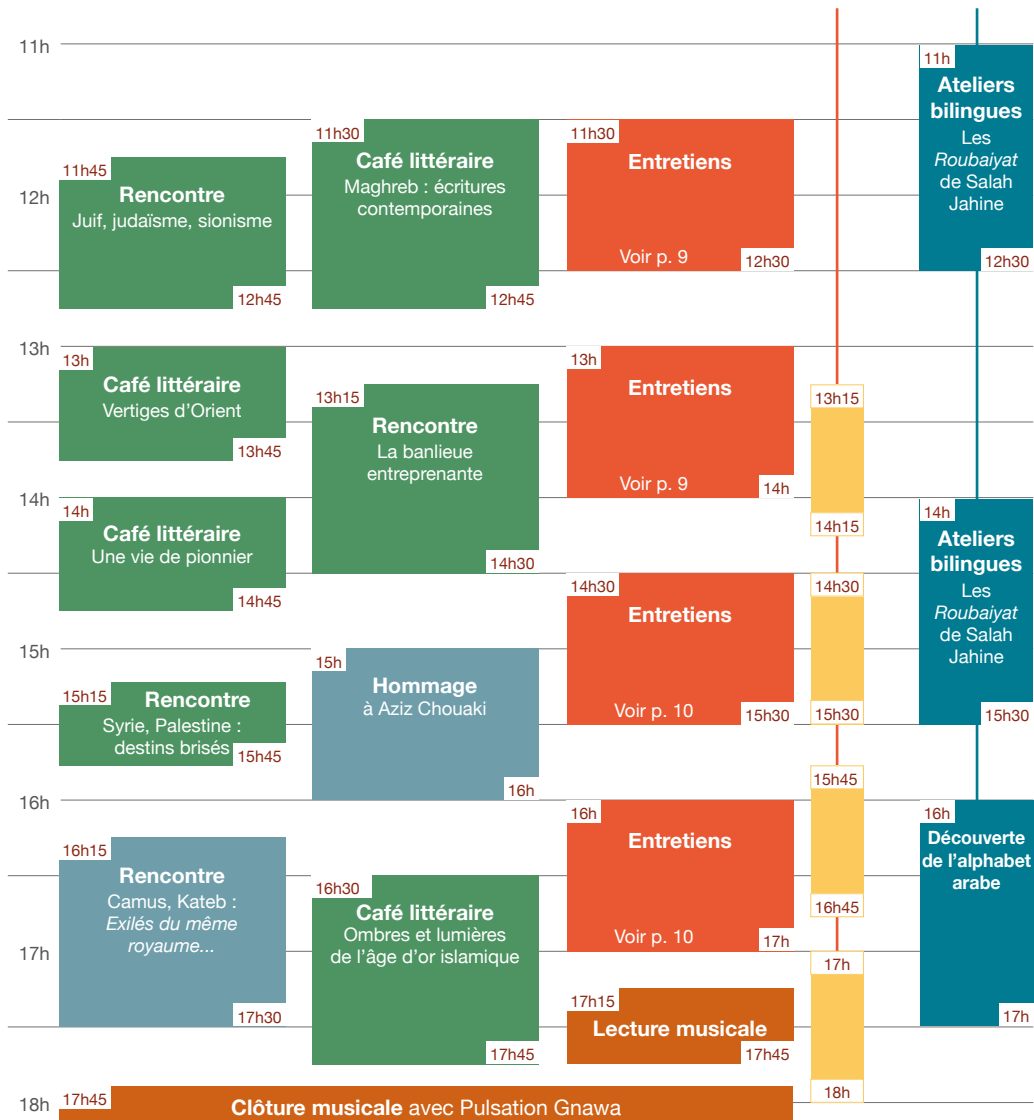 11h
12h
13h
14h
15h
16h
17h
18h
11h45
Rencontre
Juif, judaïsme, sionisme
12h45
13h
Café littéraire
Vertiges d’Orient
13h45
14h
Café littéraire
Une vie de pionnier
14h45
15h15
Rencontre
Syrie, Palestine :
destins brisés
15h45
16h15
Rencontre
Camus, Kateb :
Exilés du même
royaume...
17h30
11h30
Café littéraire
Maghreb : écritures
contemporaines
12h45
13h15
Rencontre
La banlieue
entreprenante
14h30
15h
Hommage
à Aziz Chouaki
16h
16h30
Café littéraire
Ombres et lumières
de l’âge d’or islamique
17h45
11h30
Entretiens
Voir p. 9
12h30
13h
Entretiens
Voir p. 9
14h
14h30
Entretiens
Voir p. 10
15h30
16h
Entretiens
Voir p. 10
17h
17h15
Lecture musicale
17h45
13h15
14h15
14h30
15h30
15h45
16h45
17h
18h
11h
Ateliers
bilingues
Les
Roubaiyat
de Salah
Jahine
12h30
14h
Ateliers
bilingues
Les
Roubaiyat
de Salah
Jahine
15h30
16h
Découverte
de l’alphabet
arabe
17h
17h45
Clôture musicale avec Pulsation Gnawa